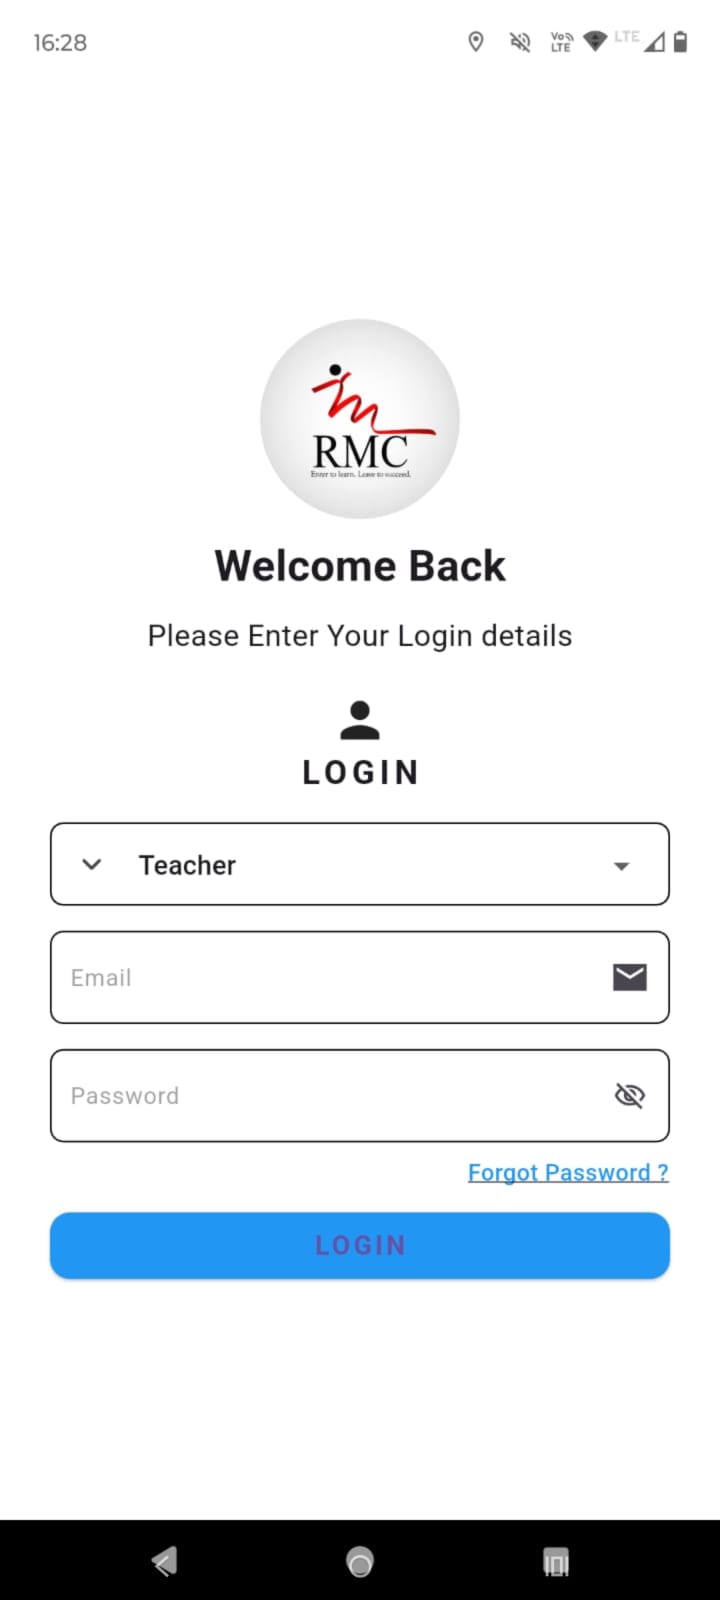 16:28
Vo LTE LTE
RMC
Enter to learn. Leave to succeed.
Welcome Back
Please Enter Your Login details
LOGIN
Teacher
Email
Password
Forgot Password ?
LOGIN